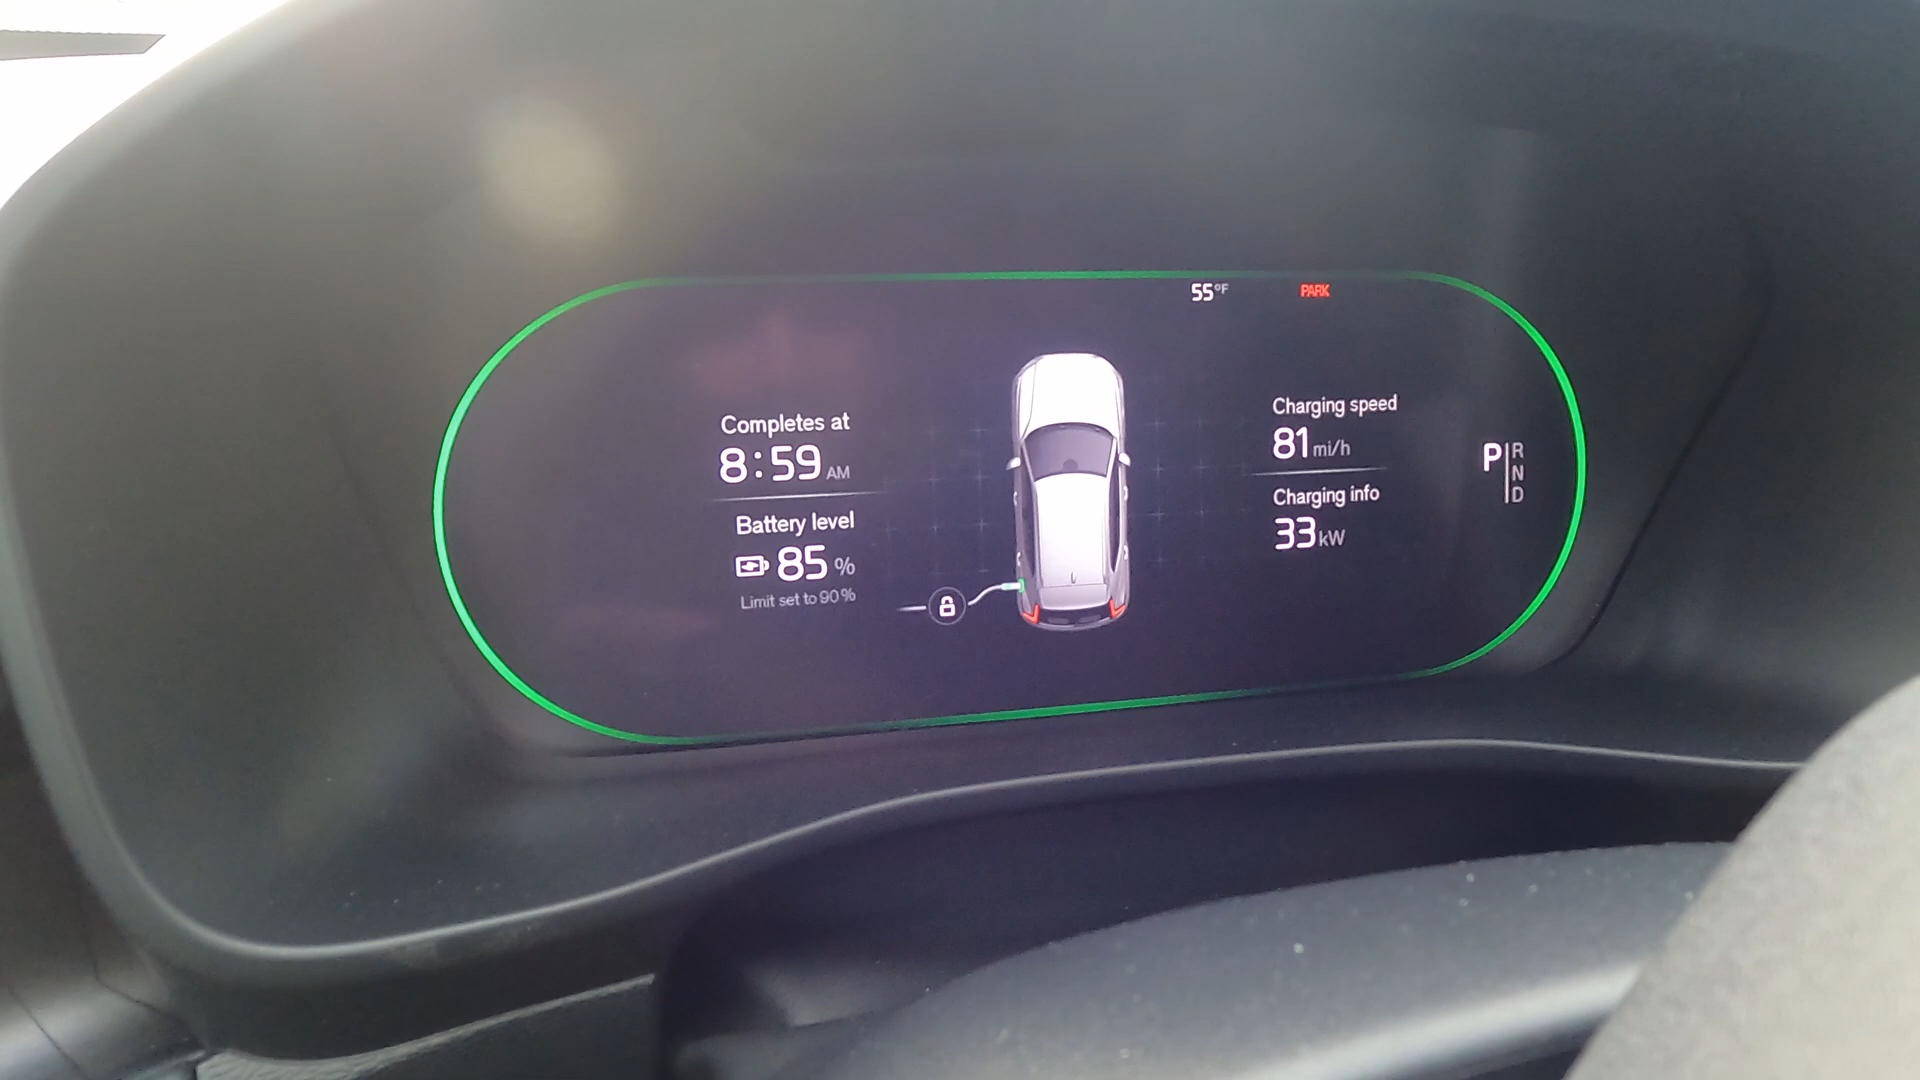 55°F PARK
Completes at
8:59 AM
Battery level
85 %
Limit set to 90%
Charging speed
81 mi/h
Charging info
33 kW
P R
N
D